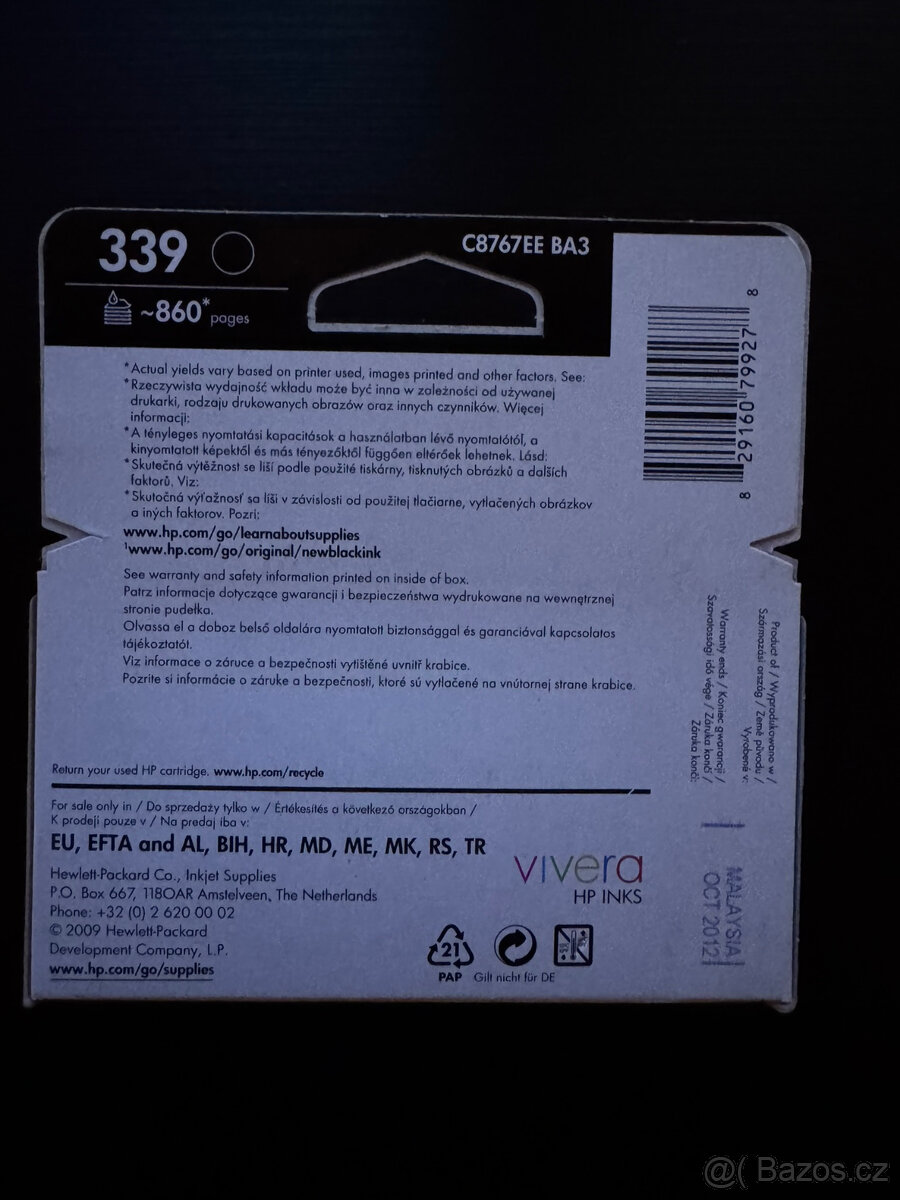 339
C8767EE BA3
~860* pages
8 29160 79927 8
*Actual yields vary based on printer used, images printed and other factors. See:
*Rzeczywista wydajność wkładu może być inna w zależności od używanej
drukarki, rodzaju drukowanych obrazów oraz innych czynników. Więcej
informacji:
*A tényleges nyomtatási kapacitások a használatban lévő nyomtatótól, a
kinyomtatott képektől és más tényezőktől függően eltérőek lehetnek. Lásd:
*Skutečná výtěžnost se liší podle použité tiskárny, tisknutých obrázků a dalších
faktorů. Viz:
*Skutočná výťažnosť sa líši v závislosti od použitej tlačiarne, vytlačených obrázkov
a iných faktorov. Pozri:
www.hp.com/go/learnaboutsupplies
¹www.hp.com/go/original/newblackink
See warranty and safety information printed on inside of box.
Patrz informacje dotyczące gwarancji i bezpieczeństwa wydrukowane na wewnętrznej
stronie pudełka.
Olvassa el a doboz belső oldalára nyomtatott biztonsággal és garanciával kapcsolatos
tájékoztatót.
Viz informace o záruce a bezpečnosti vytištěné uvnitř krabice.
Pozrite si informácie o záruke a bezpečnosti, ktoré sú vytlačené na vnútornej strane krabice.
Product of / Wyprodukowano w /
Származási ország / Země původu /
Vyrobené v:
Warranty ends / Koniec gwarancji /
Szavatossági idő vége / Záruka končí /
Záruka končí:
MALAYSIA
OCT 2012
Return your used HP cartridge. www.hp.com/recycle
For sale only in / Do sprzedaży tylko w / Értékesítés a következő országokban /
K prodeji pouze v / Na predaj iba v:
EU, EFTA and AL, BIH, HR, MD, ME, MK, RS, TR
Hewlett-Packard Co., Inkjet Supplies
P.O. Box 667, 118OAR Amstelveen, The Netherlands
Phone: +32 (0) 2 620 00 02
© 2009 Hewlett-Packard
Development Company, L.P.
www.hp.com/go/supplies
vivera
HP INKS
21
PAP
Gilt nicht für DE
@( Bazos.cz